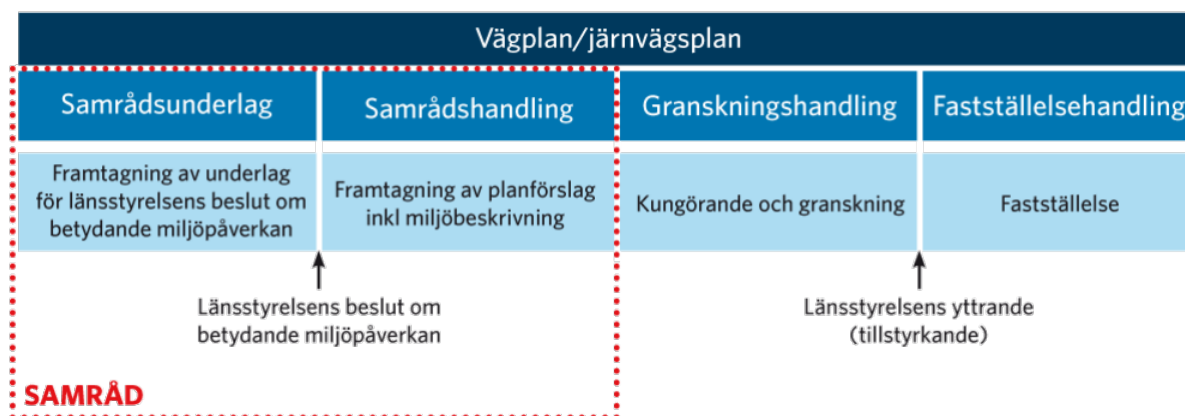 Vägplan/järnvägsplan
Samrådsunderlag
Samrådshandling
Granskningshandling
Fastställelsehandling
Framtagning av underlag
för länsstyrelsens beslut om
betydande miljöpåverkan
Framtagning av planförslag
inkl miljöbeskrivning
Kungörande och granskning
Fastställelse
Länsstyrelsens beslut om
betydande miljöpåverkan
Länsstyrelsens yttrande
(tillstyrkande)
SAMRÅD